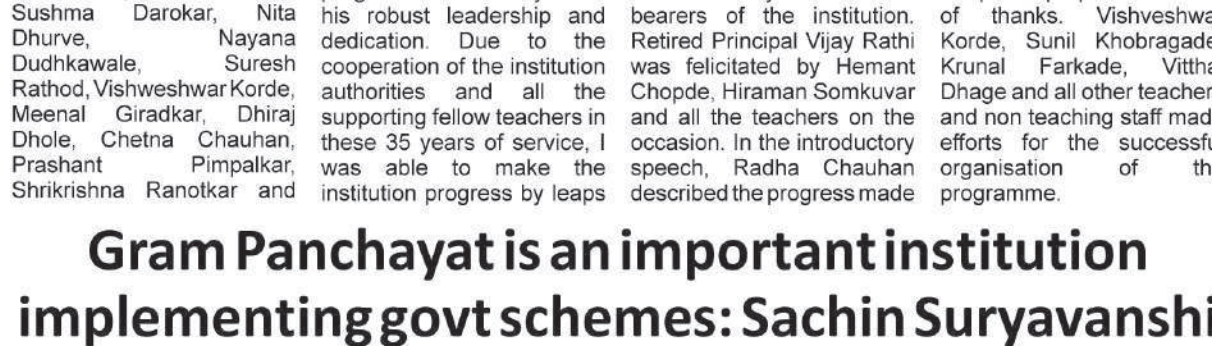 Sushma Darokar, Nita
Dhurve, Nayana
Dudhkawale, Suresh
Rathod, Vishweshwar Korde,
Meenal Giradkar, Dhiraj
Dhole, Chetna Chauhan,
Prashant Pimpalkar,
Shrikrishna Ranotkar and
his robust leadership and
dedication. Due to the
cooperation of the institution
authorities and all the
supporting fellow teachers in
these 35 years of service, I
was able to make the
institution progress by leaps
bearers of the institution.
Retired Principal Vijay Rathi
was felicitated by Hemant
Chopde, Hiraman Somkuvar
and all the teachers on the
occasion. In the introductory
speech, Radha Chauhan
described the progress made
of thanks. Vishveshwa
Korde, Sunil Khobragade
Krunal Farkade, Vittha
Dhage and all other teacher
and non teaching staff mad
efforts for the successfu
organisation of th
programme.
Gram Panchayat is an important institution
implementing govt schemes: Sachin Suryavanshi